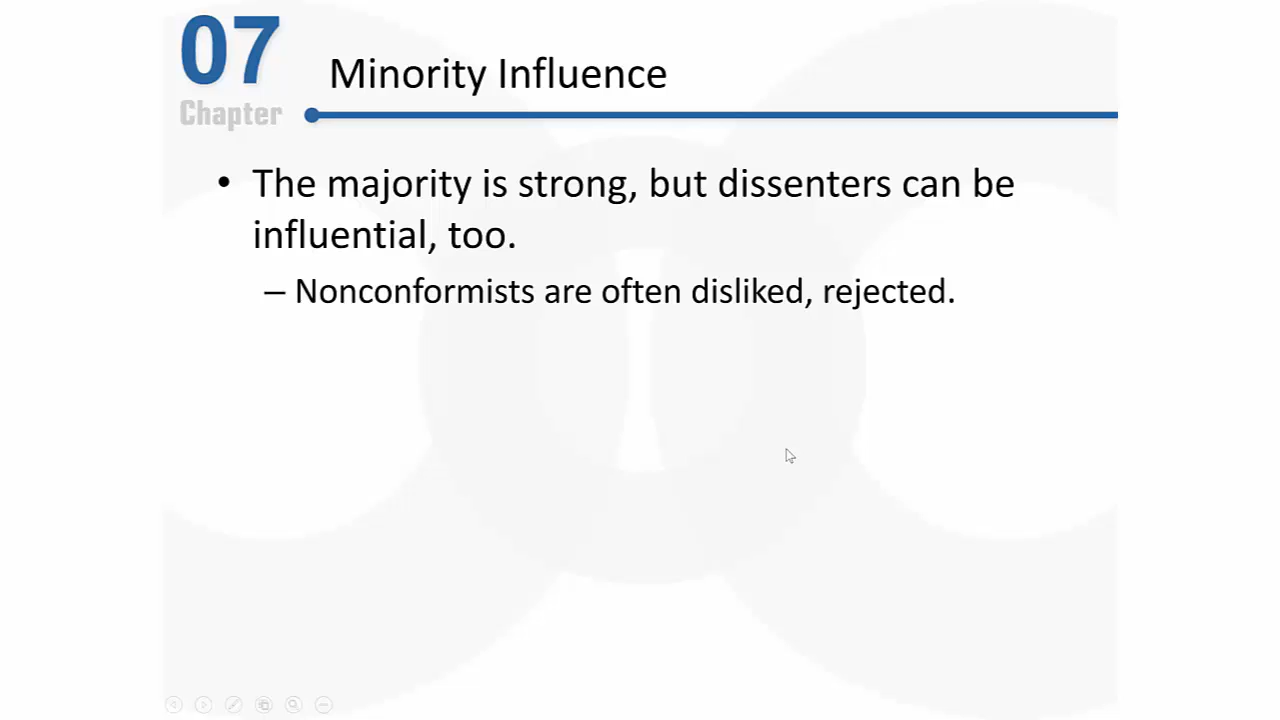 07
Chapter
Minority Influence
• The majority is strong, but dissenters can be
influential, too.
– Nonconformists are often disliked, rejected.